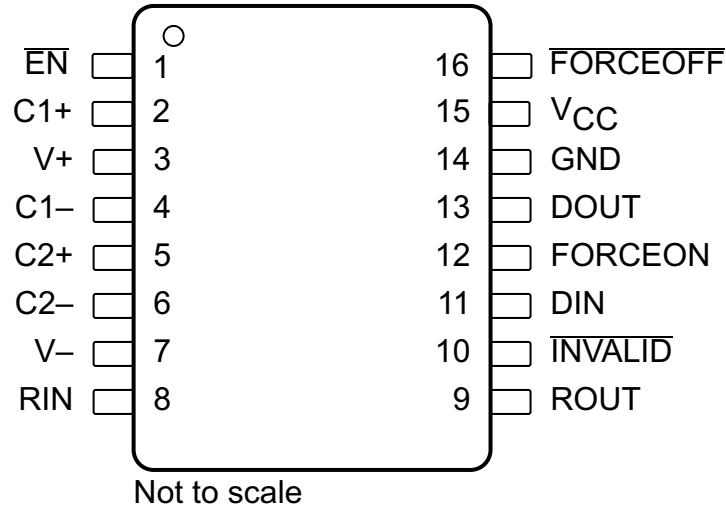 EN 1 16 FORCEOFF
C1+ 2 15 VCC
V+ 3 14 GND
C1– 4 13 DOUT
C2+ 5 12 FORCEON
C2– 6 11 DIN
V– 7 10 INVALID
RIN 8 9 ROUT
Not to scale